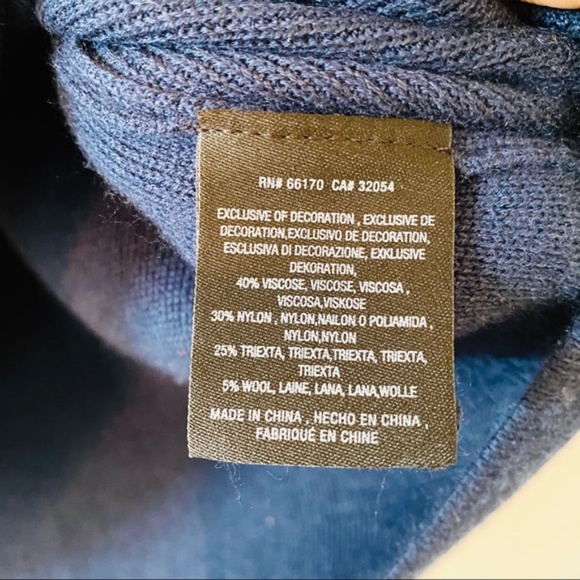 RN# 66170 CA# 32054
EXCLUSIVE OF DECORATION , EXCLUSIVE DE
DECORATION,EXCLUSIVO DE DECORATION,
ESCLUSIVA DI DECORAZIONE, EXKLUSIVE
DEKORATION,
40% VISCOSE, VISCOSE, VISCOSA ,
VISCOSA,VISKOSE
30% NYLON , NYLON,NAILON O POLIAMIDA ,
NYLON,NYLON
25% TRIEXTA, TRIEXTA,TRIEXTA, TRIEXTA,
TRIEXTA
5% WOOL, LAINE, LANA, LANA,WOLLE
MADE IN CHINA , HECHO EN CHINA ,
FABRIQUÉ EN CHINE